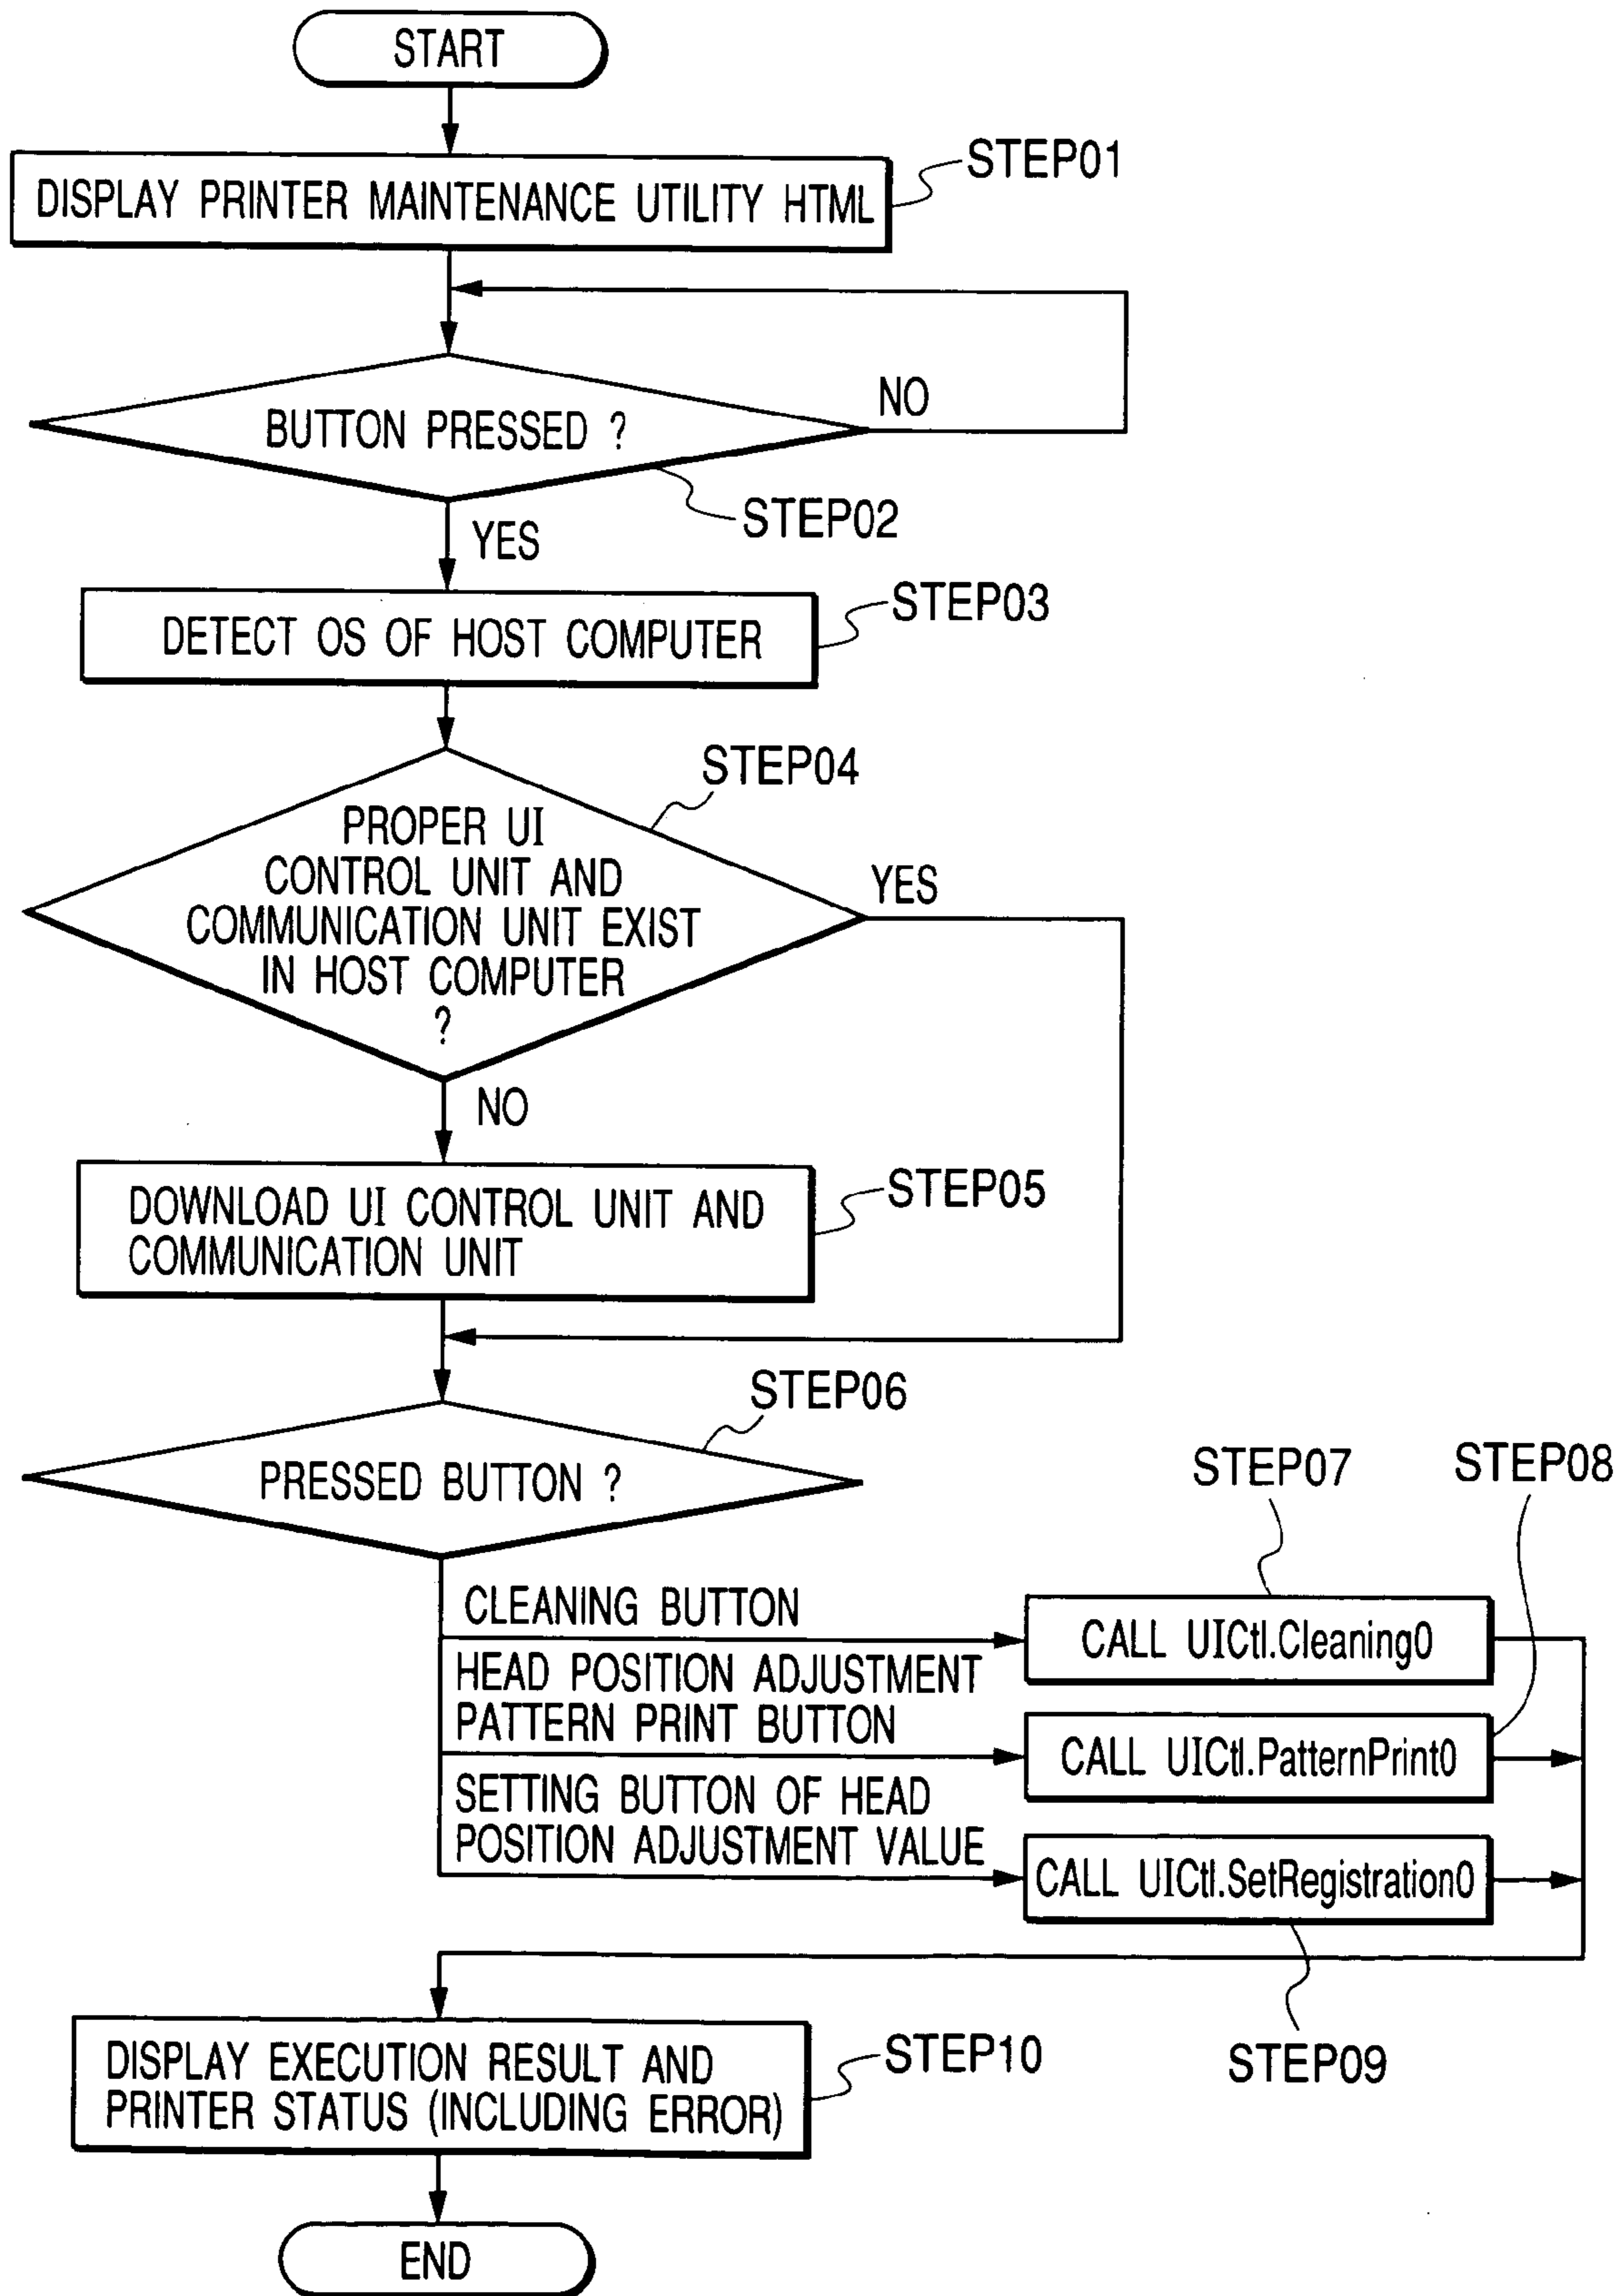 START
STEP01
DISPLAY PRINTER MAINTENANCE UTILITY HTML
NO
BUTTON PRESSED ?
STEP02
YES
STEP03
DETECT OS OF HOST COMPUTER
STEP04
PROPER UI
CONTROL UNIT AND
COMMUNICATION UNIT EXIST
IN HOST COMPUTER
?
YES
NO
STEP05
DOWNLOAD UI CONTROL UNIT AND
COMMUNICATION UNIT
STEP06
PRESSED BUTTON ?
STEP07
STEP08
CLEANING BUTTON
CALL UICtl.Cleaning0
HEAD POSITION ADJUSTMENT
PATTERN PRINT BUTTON
CALL UICtl.PatternPrint0
SETTING BUTTON OF HEAD
POSITION ADJUSTMENT VALUE
CALL UICtl.SetRegistration0
STEP09
STEP10
DISPLAY EXECUTION RESULT AND
PRINTER STATUS (INCLUDING ERROR)
END